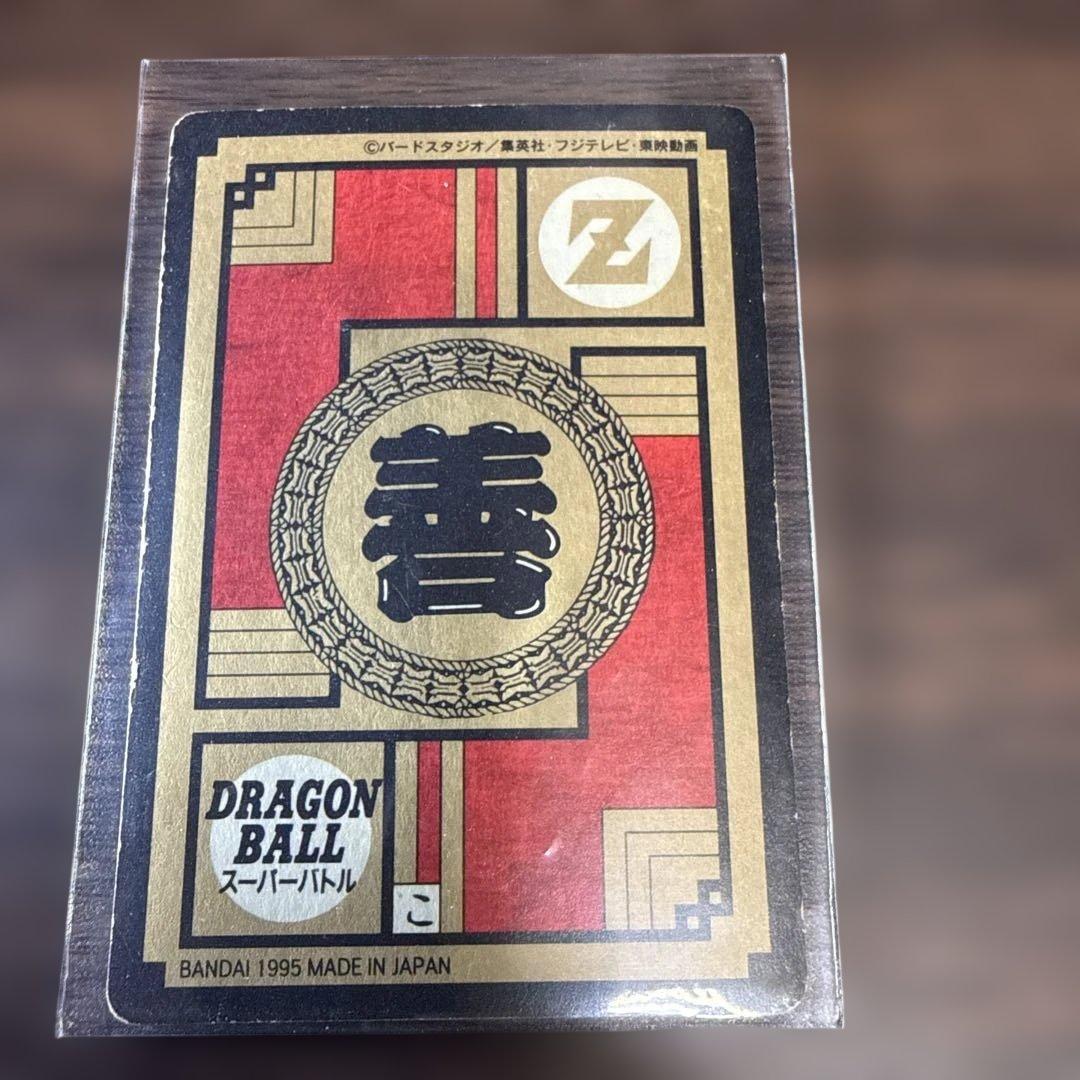 ©バードスタジオ／集英社・フジテレビ・東映動画
Z
善
DRAGON
BALL
スーパーバトル
こ
BANDAI 1995 MADE IN JAPAN